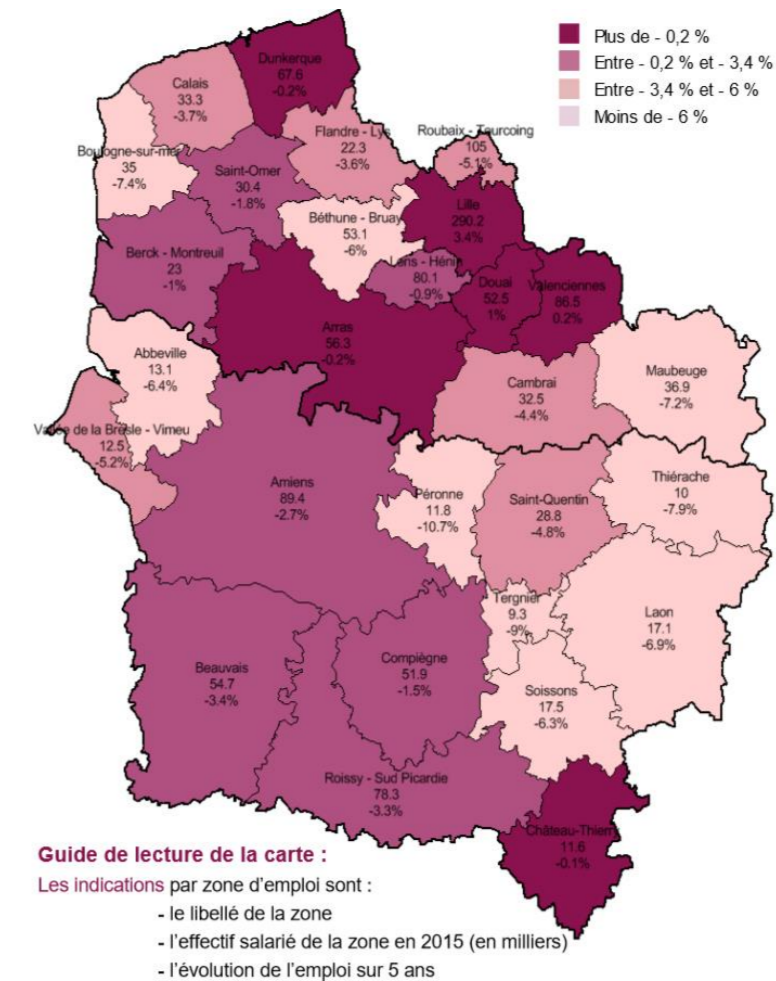 Plus de - 0,2 %
Entre - 0,2 % et - 3,4 %
Entre - 3,4 % et - 6 %
Moins de - 6 %
Dunkerque
67.6
-0.2%
Calais
33.3
-3.7%
Flandre - Lys
22.3
-3.6%
Roubaix - Tourcoing
105
-5.1%
Boulogne-sur-mer
35
-7.4%
Saint-Omer
30.4
-1.8%
Lille
290.2
3.4%
Béthune - Bruay
53.1
-6%
Berck - Montreuil
23
-1%
Lens - Hénin
80.1
-0.9%
Douai
52.5
1%
Valenciennes
86.5
0.2%
Arras
56.3
-0.2%
Abbeville
13.1
-6.4%
Cambrai
32.5
-4.4%
Maubeuge
36.9
-7.2%
Vallée de la Bresle - Vimeu
12.5
-5.2%
Amiens
89.4
-2.7%
Péronne
11.8
-10.7%
Saint-Quentin
28.8
-4.8%
Thiérache
10
-7.9%
Tergnier
9.3
-9%
Laon
17.1
-6.9%
Beauvais
54.7
-3.4%
Compiègne
51.9
-1.5%
Soissons
17.5
-6.3%
Roissy - Sud Picardie
78.3
-3.3%
Château-Thierry
11.6
-0.1%
Guide de lecture de la carte :
Les indications par zone d'emploi sont :
- le libellé de la zone
- l'effectif salarié de la zone en 2015 (en milliers)
- l'évolution de l'emploi sur 5 ans